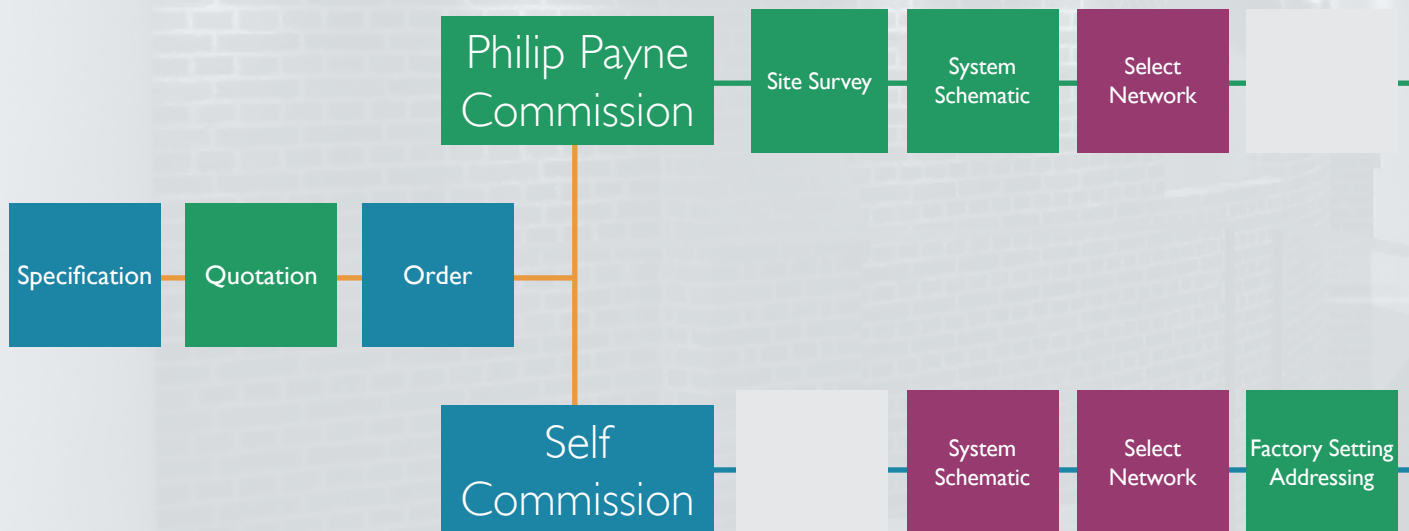 Philip Payne
Commission
Site Survey
System
Schematic
Select
Network
Specification
Quotation
Order
Self
Commission
System
Schematic
Select
Network
Factory Setting
Addressing